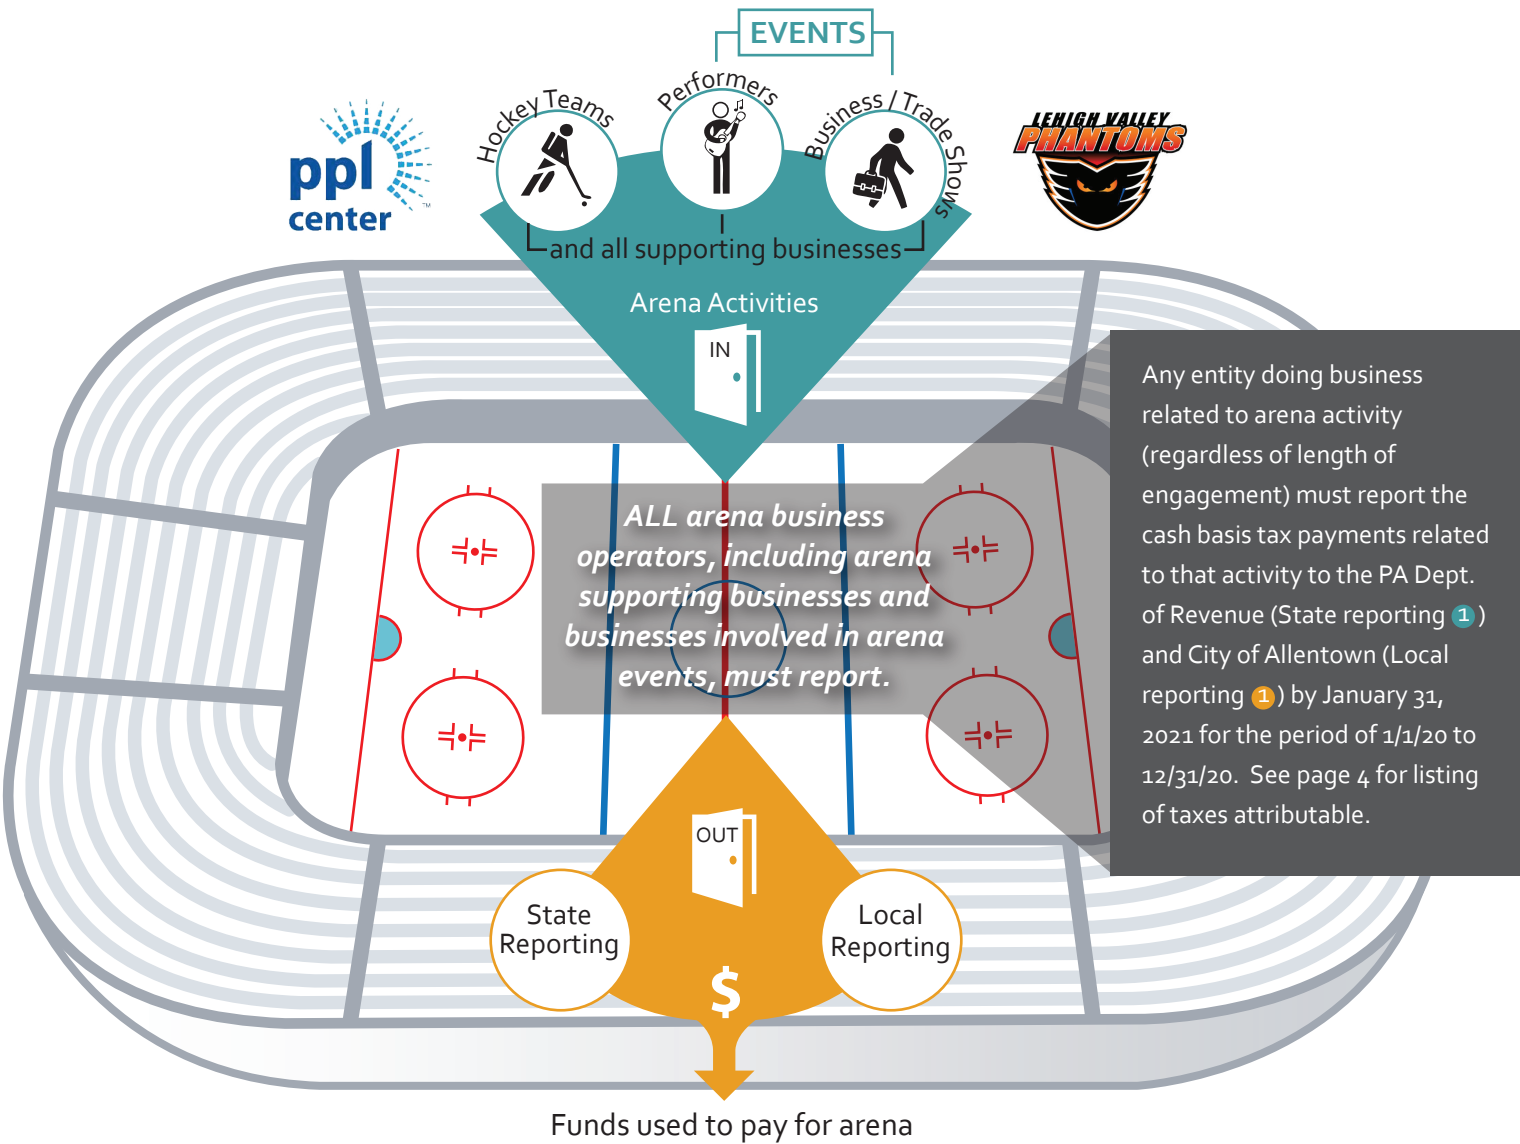 EVENTS
Hockey Teams
Performers
Business / Trade Shows
ppl
center
TM
LEHIGH VALLEY
PHANTOMS
and all supporting businesses
Arena Activities
IN
ALL arena business
operators, including arena
supporting businesses and
businesses involved in arena
events, must report.
Any entity doing business
related to arena activity
(regardless of length of
engagement) must report the
cash basis tax payments related
to that activity to the PA Dept.
of Revenue (State reporting 1)
and City of Allentown (Local
reporting 1) by January 31,
2021 for the period of 1/1/20 to
12/31/20.  See page 4 for listing
of taxes attributable.
OUT
State
Reporting
Local
Reporting
$
Funds used to pay for arena